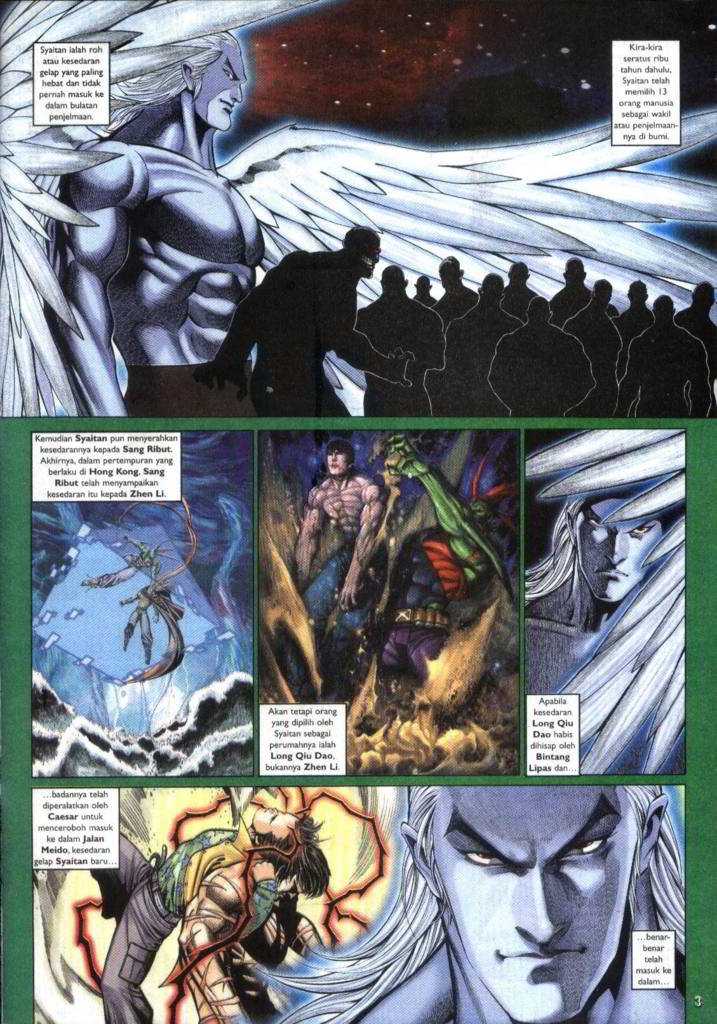 Syaitan ialah roh
atau kesedaran
gelap yang paling
hebat dan tidak
pernah masuk ke
dalam bulatan
penjelmaan.
Kira-kira
seratus ribu
tahun dahulu,
Syaitan telah
memilih 13
orang manusia
sebagai wakil
atau penjelmaan-
nya di bumi.
Kemudian Syaitan pun menyerahkan
kesedarannya kepada Sang Ribut.
Akhirnya, dalam pertempuran yang
berlaku di Hong Kong, Sang
Ribut telah menyampaikan
kesedaran itu kepada Zhen Li.
Akan tetapi orang
yang dipilih oleh
Syaitan sebagai
perumahnya ialah
Long Qiu Dao,
bukannya Zhen Li.
Apabila
kesedaran
Long Qiu
Dao habis
dihisap oleh
Bintang
Lipas dan...
...badannya telah
diperalatkan oleh
Caesar untuk
menceroboh masuk
ke dalam Jalan
Meido, kesedaran
gelap Syaitan baru...
...benar-
benar
telah
masuk ke
dalam...
3